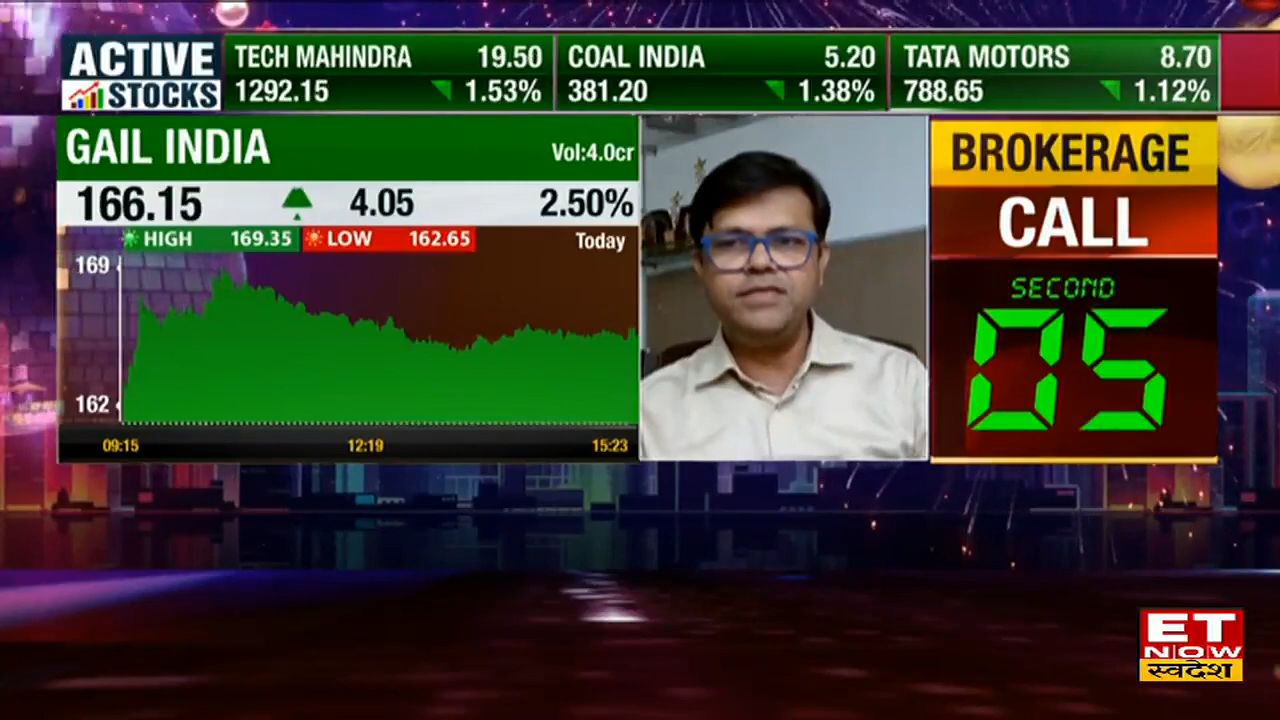 ACTIVE STOCKS
TECH MAHINDRA 19.50
1292.15 1.53%
COAL INDIA 5.20
381.20 1.38%
TATA MOTORS 8.70
788.65 1.12%
GAIL INDIA Vol:4.0cr
166.15 4.05 2.50%
HIGH 169.35 LOW 162.65 Today
169
162
09:15 12:19 15:23
BROKERAGE
CALL
SECOND
05
ET
NOW
स्वदेश